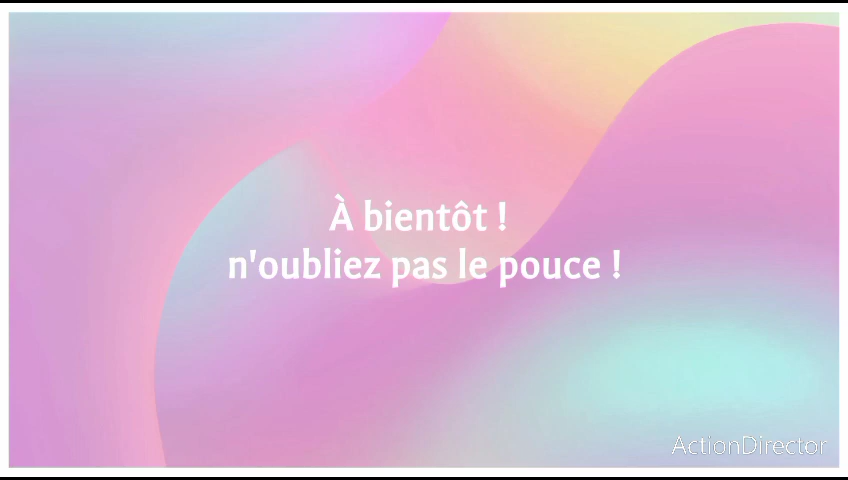 À bientôt !
n'oubliez pas le pouce !
ActionDirector